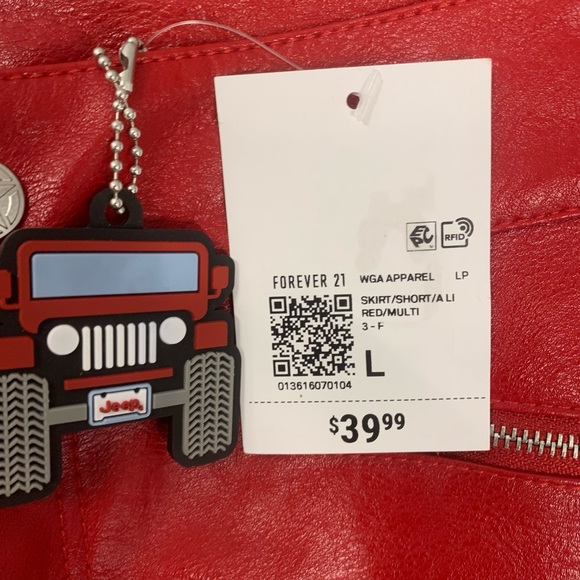 RFID
FOREVER 21 WGA APPAREL LP
SKIRT/SHORT/A LI
RED/MULTI
3 - F
L
013616070104
$39.99
Jeep